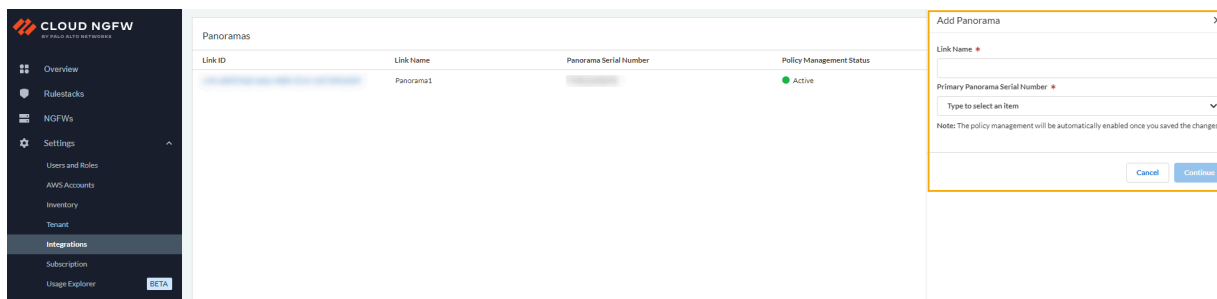 CLOUD NGFW
BY PALO ALTO NETWORKS
Overview
Rulestacks
NGFWs
Settings
Users and Roles
AWS Accounts
Inventory
Tenant
Integrations
Subscription
Usage Explorer BETA
Panoramas
Link ID Link Name Panorama Serial Number Policy Management Status
Panorama1 Active
Add Panorama
Link Name *
Primary Panorama Serial Number *
Type to select an item
Note: The policy management will be automatically enabled once you saved the changes
Cancel Continue